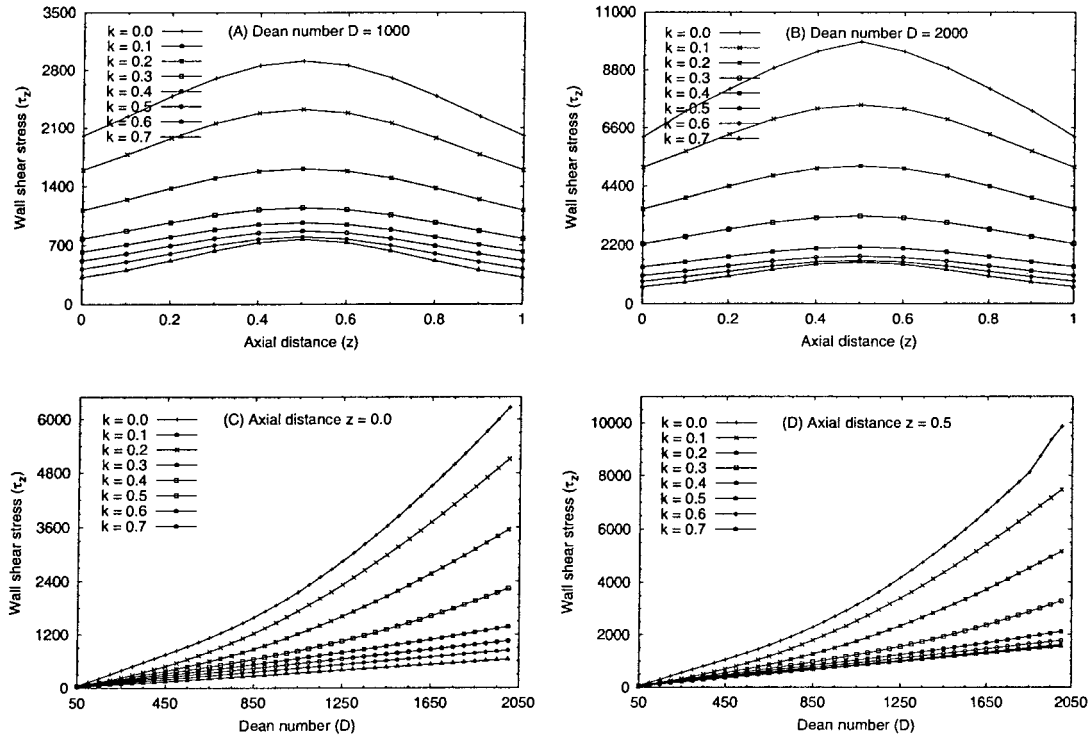 (A) Dean number D = 1000
k = 0.0
k = 0.1
k = 0.2
k = 0.3
k = 0.4
k = 0.5
k = 0.6
k = 0.7
Wall shear stress (τz)
3500
2800
2100
1400
700
0
0 0.2 0.4 0.6 0.8 1
Axial distance (z)
(B) Dean number D = 2000
k = 0.0
k = 0.1
k = 0.2
k = 0.3
k = 0.4
k = 0.5
k = 0.6
k = 0.7
Wall shear stress (τz)
11000
8800
6600
4400
2200
0
0 0.2 0.4 0.6 0.8 1
Axial distance (z)
(C) Axial distance z = 0.0
k = 0.0
k = 0.1
k = 0.2
k = 0.3
k = 0.4
k = 0.5
k = 0.6
k = 0.7
Wall shear stress (τz)
6000
4800
3600
2400
1200
0
50 450 850 1250 1650 2050
Dean number (D)
(D) Axial distance z = 0.5
k = 0.0
k = 0.1
k = 0.2
k = 0.3
k = 0.4
k = 0.5
k = 0.6
k = 0.7
Wall shear stress (τz)
10000
8000
6000
4000
2000
0
50 450 850 1250 1650 2050
Dean number (D)